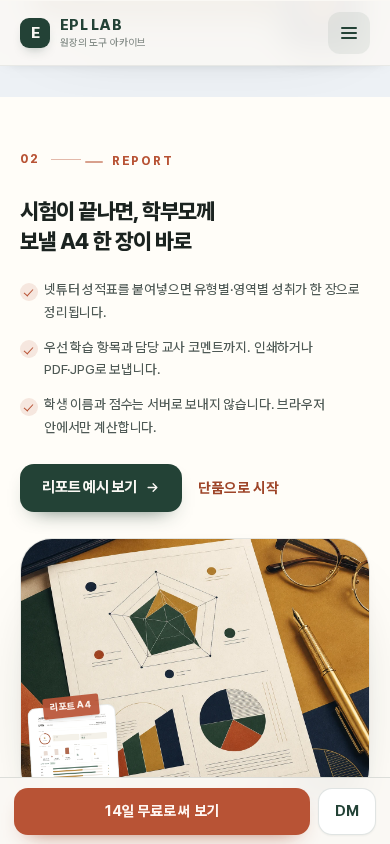 E
EPL LAB
원장의 도구 아카이브
02
REPORT
시험이 끝나면, 학부모께
보낼 A4 한 장이 바로
넷튜터 성적표를 붙여넣으면 유형별·영역별 성취가 한 장으로
정리됩니다.
우선 학습 항목과 담당 교사 코멘트까지. 인쇄하거나
PDF·JPG로 보냅니다.
학생 이름과 점수는 서버로 보내지 않습니다. 브라우저
안에서만 계산합니다.
리포트 예시 보기 →
단품으로 시작
리포트 A4
14일 무료로 써 보기
DM